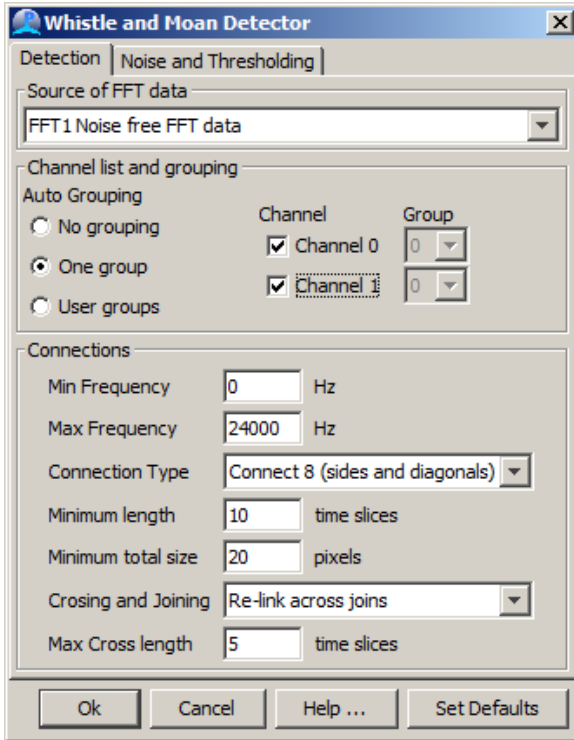 Whistle and Moan Detector
Detection Noise and Thresholding
Source of FFT data
FFT1 Noise free FFT data
Channel list and grouping
Auto Grouping
Channel Group
No grouping
Channel 0 0
One group
Channel 1 0
User groups
Connections
Min Frequency 0 Hz
Max Frequency 24000 Hz
Connection Type Connect 8 (sides and diagonals)
Minimum length 10 time slices
Minimum total size 20 pixels
Crosing and Joining Re-link across joins
Max Cross length 5 time slices
Ok Cancel Help ... Set Defaults